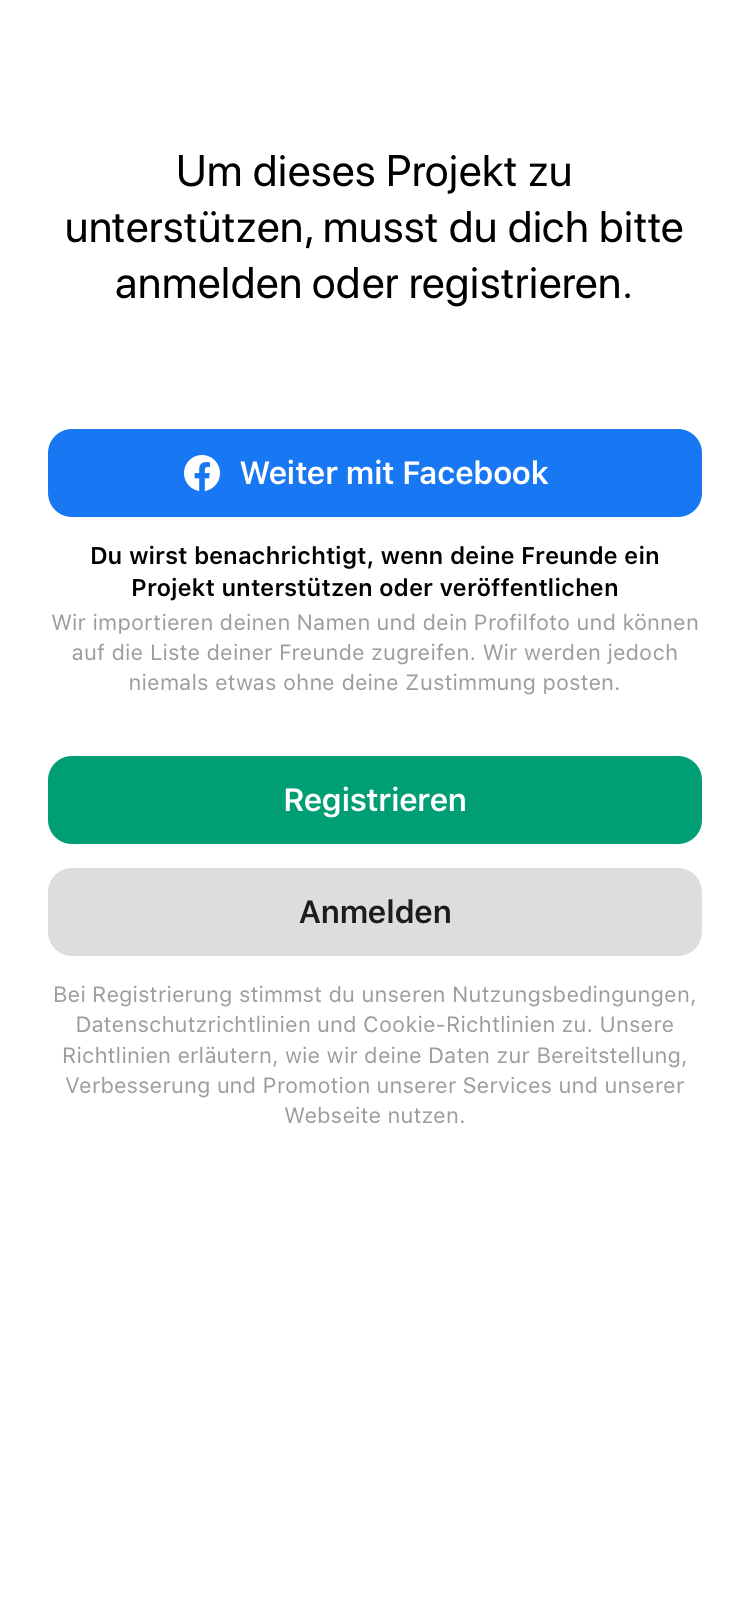 Um dieses Projekt zu
unterstützen, musst du dich bitte
anmelden oder registrieren.
Weiter mit Facebook
Du wirst benachrichtigt, wenn deine Freunde ein
Projekt unterstützen oder veröffentlichen
Wir importieren deinen Namen und dein Profilfoto und können
auf die Liste deiner Freunde zugreifen. Wir werden jedoch
niemals etwas ohne deine Zustimmung posten.
Registrieren
Anmelden
Bei Registrierung stimmst du unseren Nutzungsbedingungen,
Datenschutzrichtlinien und Cookie-Richtlinien zu. Unsere
Richtlinien erläutern, wie wir deine Daten zur Bereitstellung,
Verbesserung und Promotion unserer Services und unserer
Webseite nutzen.